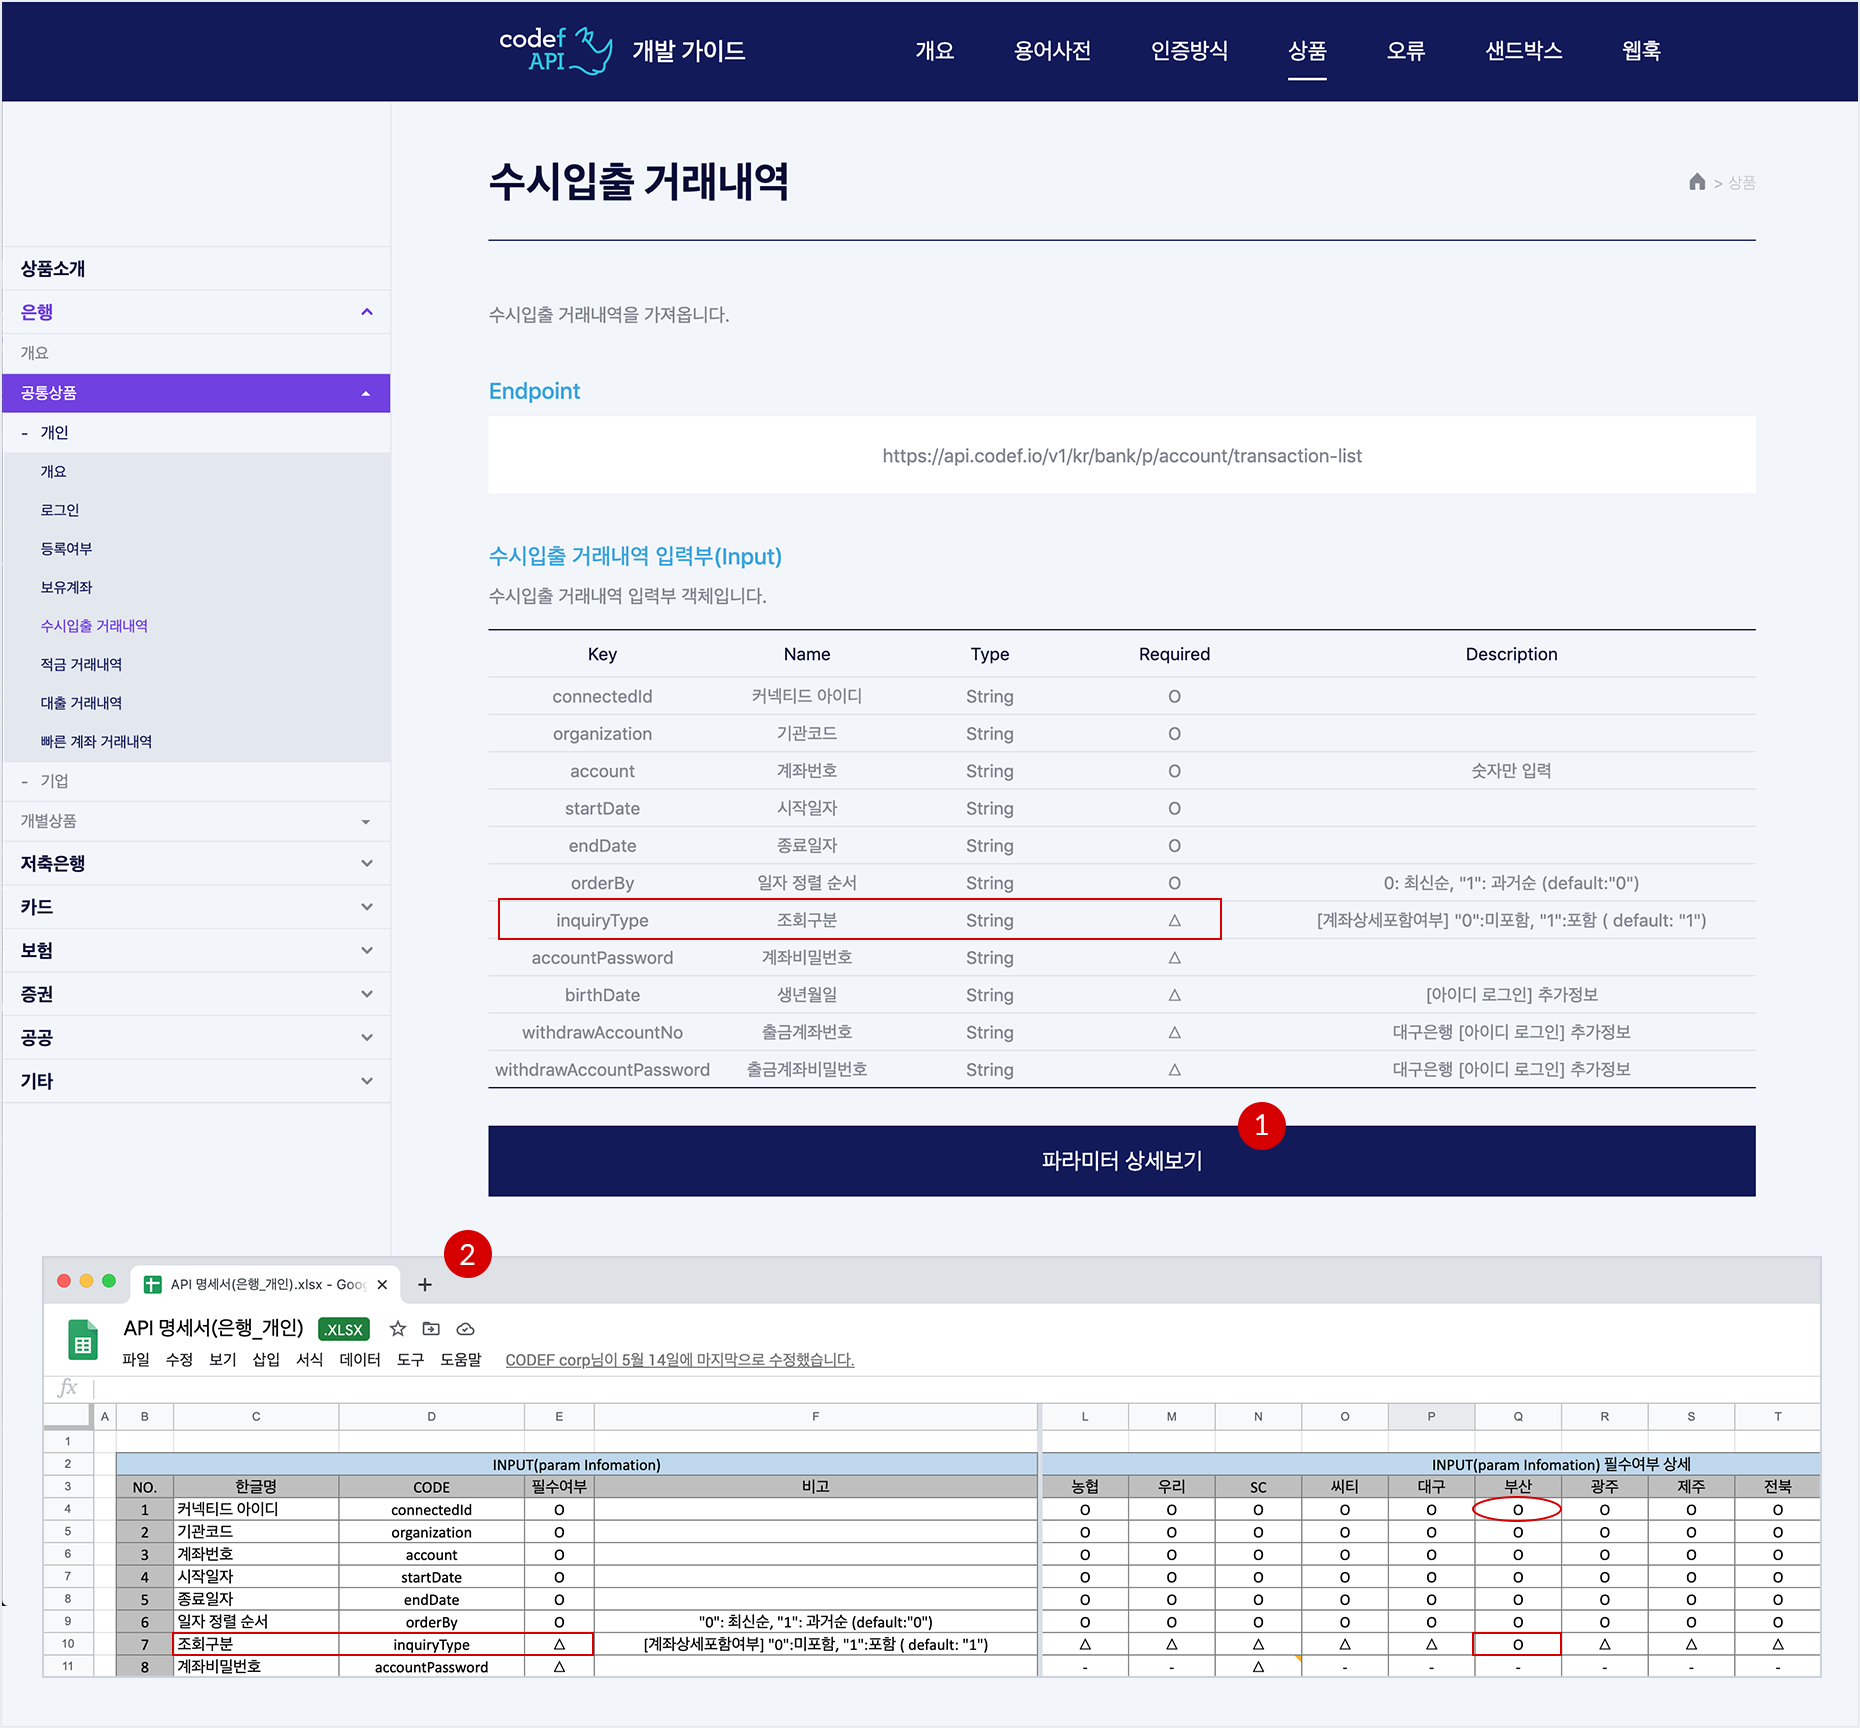 codef API 개발 가이드 개요 용어사전 인증방식 상품 오류 샌드박스 웹훅
수시입출 거래내역
> 상품
상품소개
은행
개요
공통상품
- 개인
개요
로그인
등록여부
보유계좌
수시입출 거래내역
적금 거래내역
대출 거래내역
빠른 계좌 거래내역
- 기업
개별상품
저축은행
카드
보험
증권
공공
기타
수시입출 거래내역을 가져옵니다.
Endpoint
https://api.codef.io/v1/kr/bank/p/account/transaction-list
수시입출 거래내역 입력부(Input)
수시입출 거래내역 입력부 객체입니다.
Key Name Type Required Description
connectedId 커넥티드 아이디 String O
organization 기관코드 String O
account 계좌번호 String O 숫자만 입력
startDate 시작일자 String O
endDate 종료일자 String O
orderBy 일자 정렬 순서 String O 0: 최신순, "1": 과거순 (default:"0")
inquiryType 조회구분 String △ [계좌상세포함여부] "0":미포함, "1":포함 ( default: "1")
accountPassword 계좌비밀번호 String △
birthDate 생년월일 String △ [아이디 로그인] 추가정보
withdrawAccountNo 출금계좌번호 String △ 대구은행 [아이디 로그인] 추가정보
withdrawAccountPassword 출금계좌비밀번호 String △ 대구은행 [아이디 로그인] 추가정보
1
파라미터 상세보기
2
API 명세서(은행_개인).xlsx - Goog
API 명세서(은행_개인) .XLSX
파일 수정 보기 삽입 서식 데이터 도구 도움말 CODEF corp님이 5월 14일에 마지막으로 수정했습니다.
fx
A B C D E F L M N O P Q R S T
1
2 INPUT(param Infomation) INPUT(param Infomation) 필수여부 상세
3 NO. 한글명 CODE 필수여부 비고 농협 우리 SC 씨티 대구 부산 광주 제주 전북
4 1 커넥티드 아이디 connectedId O O O O O O O O O O
5 2 기관코드 organization O O O O O O O O O O
6 3 계좌번호 account O O O O O O O O O O
7 4 시작일자 startDate O O O O O O O O O O
8 5 종료일자 endDate O O O O O O O O O O
9 6 일자 정렬 순서 orderBy O "0": 최신순, "1": 과거순 (default:"0") O O O O O O O O O
10 7 조회구분 inquiryType △ [계좌상세포함여부] "0":미포함, "1":포함 ( default: "1") △ △ △ △ △ O △ △ △
11 8 계좌비밀번호 accountPassword △ - - △ - - - - - -